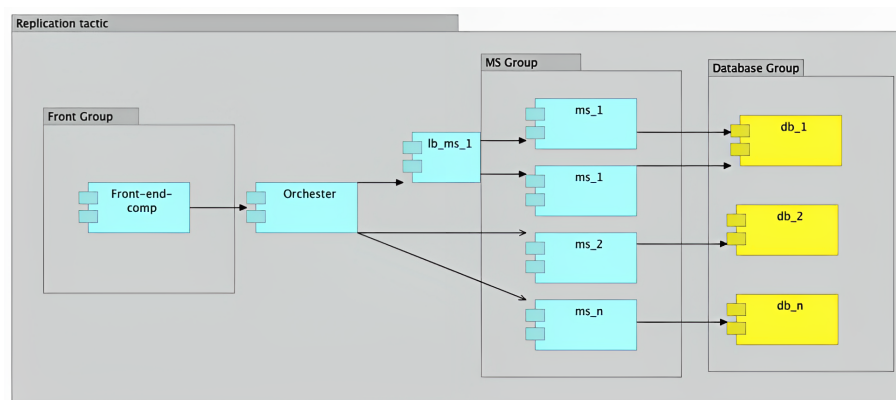 Replication tactic
MS Group
Database Group
Front Group
ms_1
db_1
lb_ms_1
ms_1
Front-end-
comp
Orchester
db_2
ms_2
db_n
ms_n